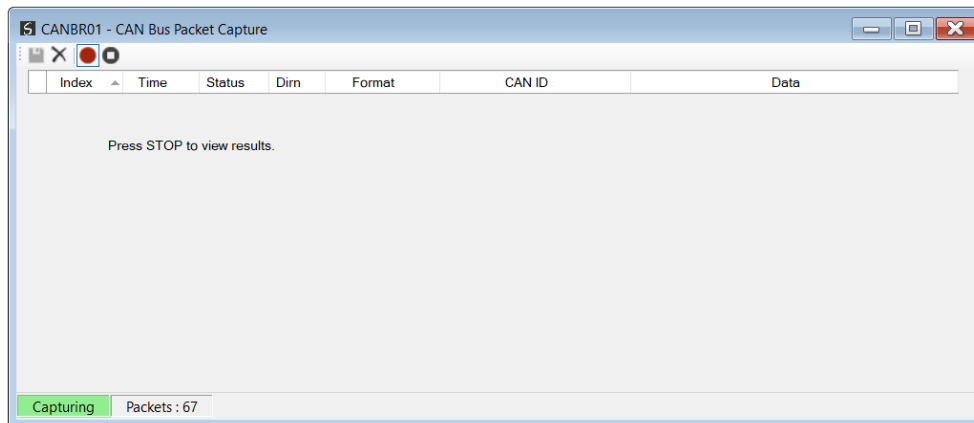 CANBR01 - CAN Bus Packet Capture
Index Time Status Dirn Format CAN ID Data
Press STOP to view results.
Capturing Packets : 67